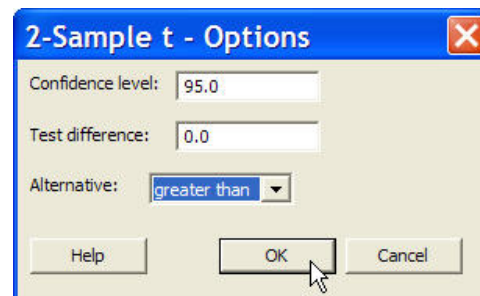 2-Sample t - Options
Confidence level: 95.0
Test difference: 0.0
Alternative: greater than
Help OK Cancel